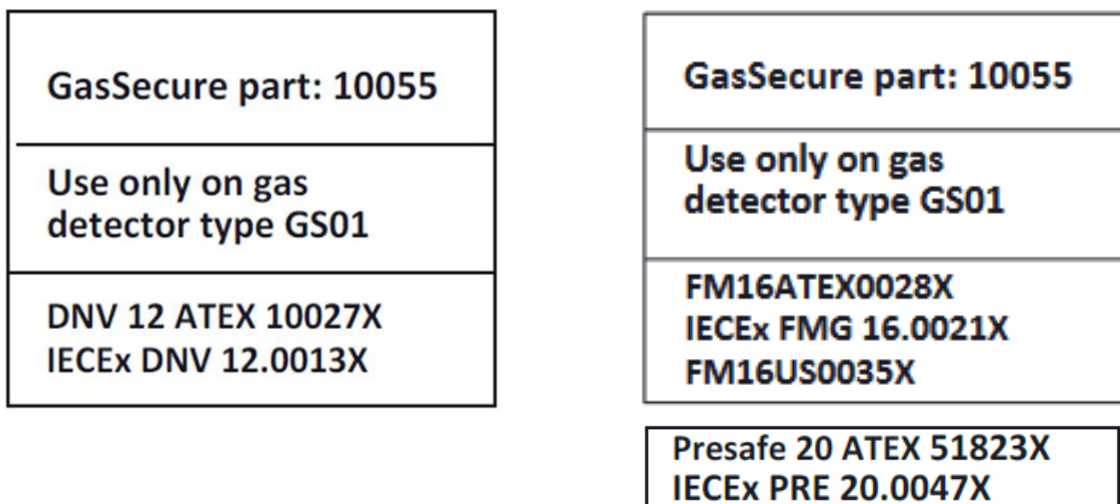 GasSecure part: 10055
Use only on gas
detector type GS01
DNV 12 ATEX 10027X
IECEx DNV 12.0013X
GasSecure part: 10055
Use only on gas
detector type GS01
FM16ATEX0028X
IECEx FMG 16.0021X
FM16US0035X
Presafe 20 ATEX 51823X
IECEx PRE 20.0047X